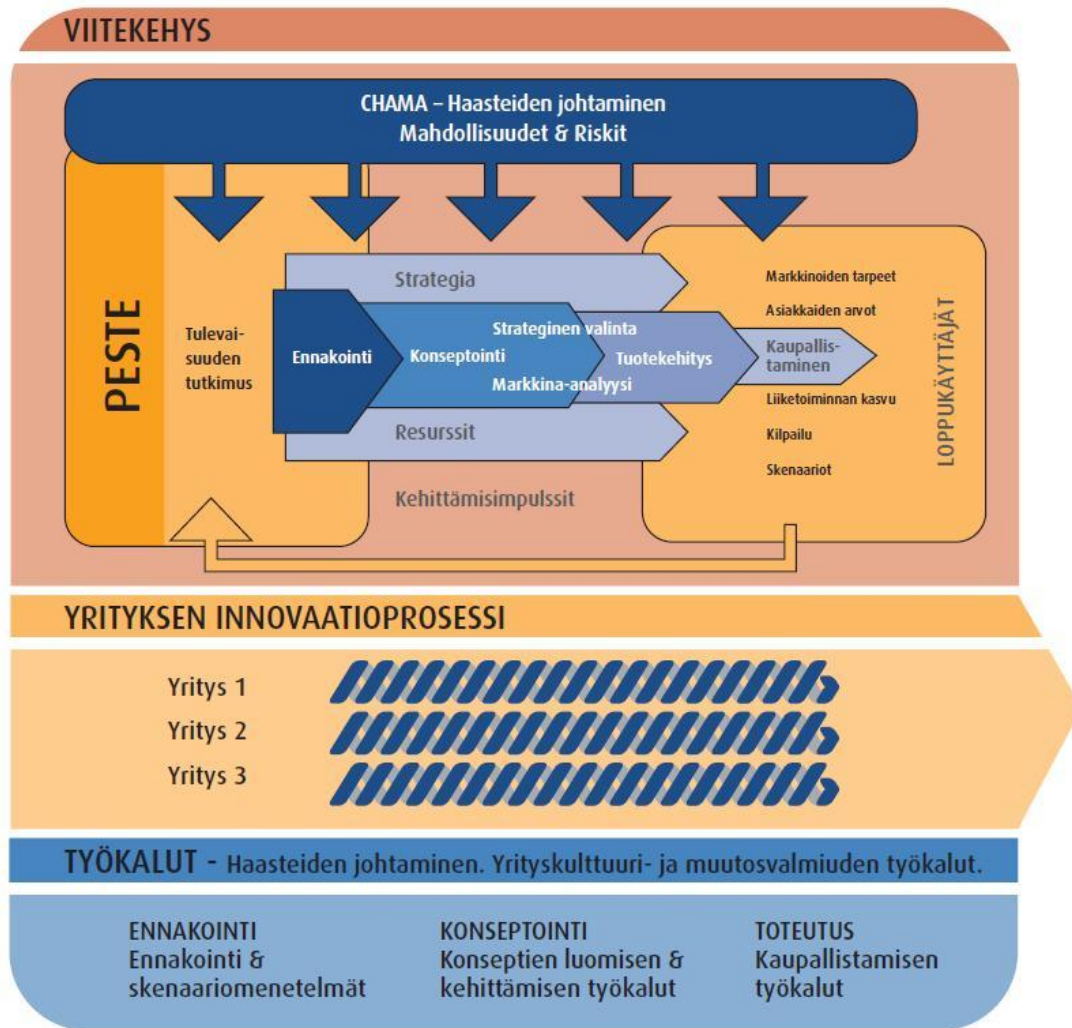 VIITEKEHYS
CHAMA – Haasteiden johtaminen
Mahdollisuudet & Riskit
PESTE
Tulevai-
suuden
tutkimus
Ennakointi
Strategia
Konseptointi
Strateginen valinta
Markkina-analyysi
Tuotekehitys
Resurssit
Kehittämisimpulssit
Markkinoiden tarpeet
Asiakkaiden arvot
Kaupallis-
taminen
Liiketoiminnan kasvu
Kilpailu
Skenaariot
LOPPUKÄYTTÄJÄT
YRITYKSEN INNOVAATIOPROSESSI
Yritys 1
Yritys 2
Yritys 3
TYÖKALUT - Haasteiden johtaminen. Yrityskulttuuri- ja muutosvalmiuden työkalut.
ENNAKOINTI
Ennakointi &
skenaariomenetelmät
KONSEPTOINTI
Konseptien luomisen &
kehittämisen työkalut
TOTEUTUS
Kaupallistamisen
työkalut